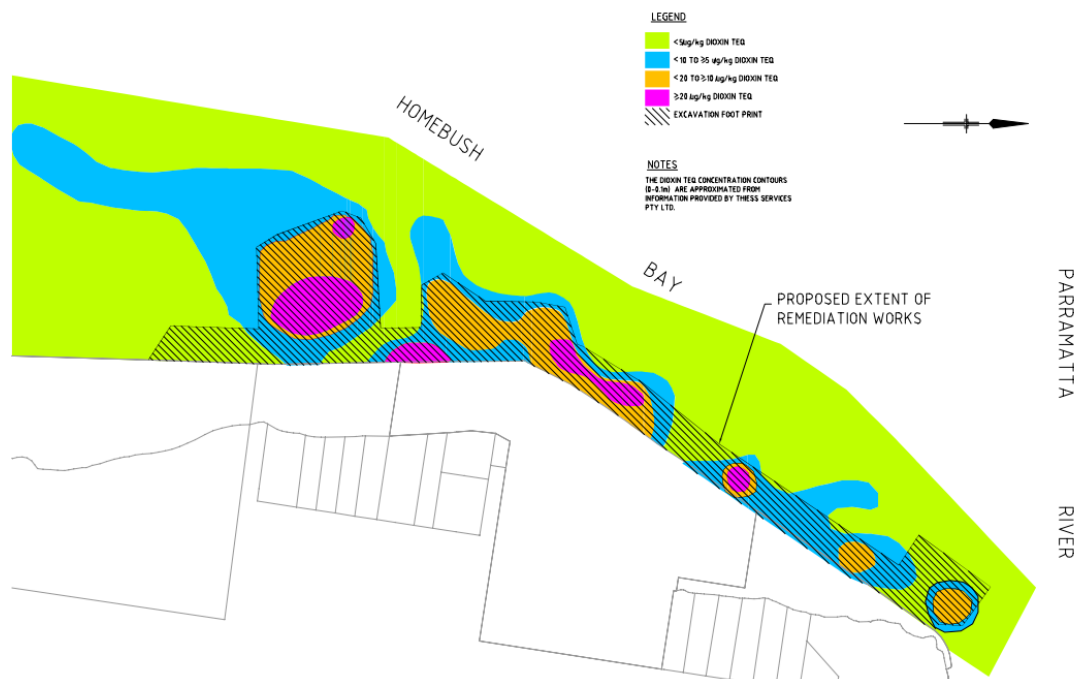 LEGEND
<5ug/kg DIOXIN TEQ
<10 TO ≥5 ug/kg DIOXIN TEQ
<20 TO ≥10 ug/kg DIOXIN TEQ
≥20 ug/kg DIOXIN TEQ
EXCAVATION FOOT PRINT
NOTES
THE DIOXIN TEQ CONCENTRATION CONTOURS
(0-0.1m) ARE APPROXIMATED FROM
INFORMATION PROVIDED BY THIESS SERVICES
PTY LTD.
HOMEBUSH
BAY
PROPOSED EXTENT OF
REMEDIATION WORKS
PARRAMATTA
RIVER